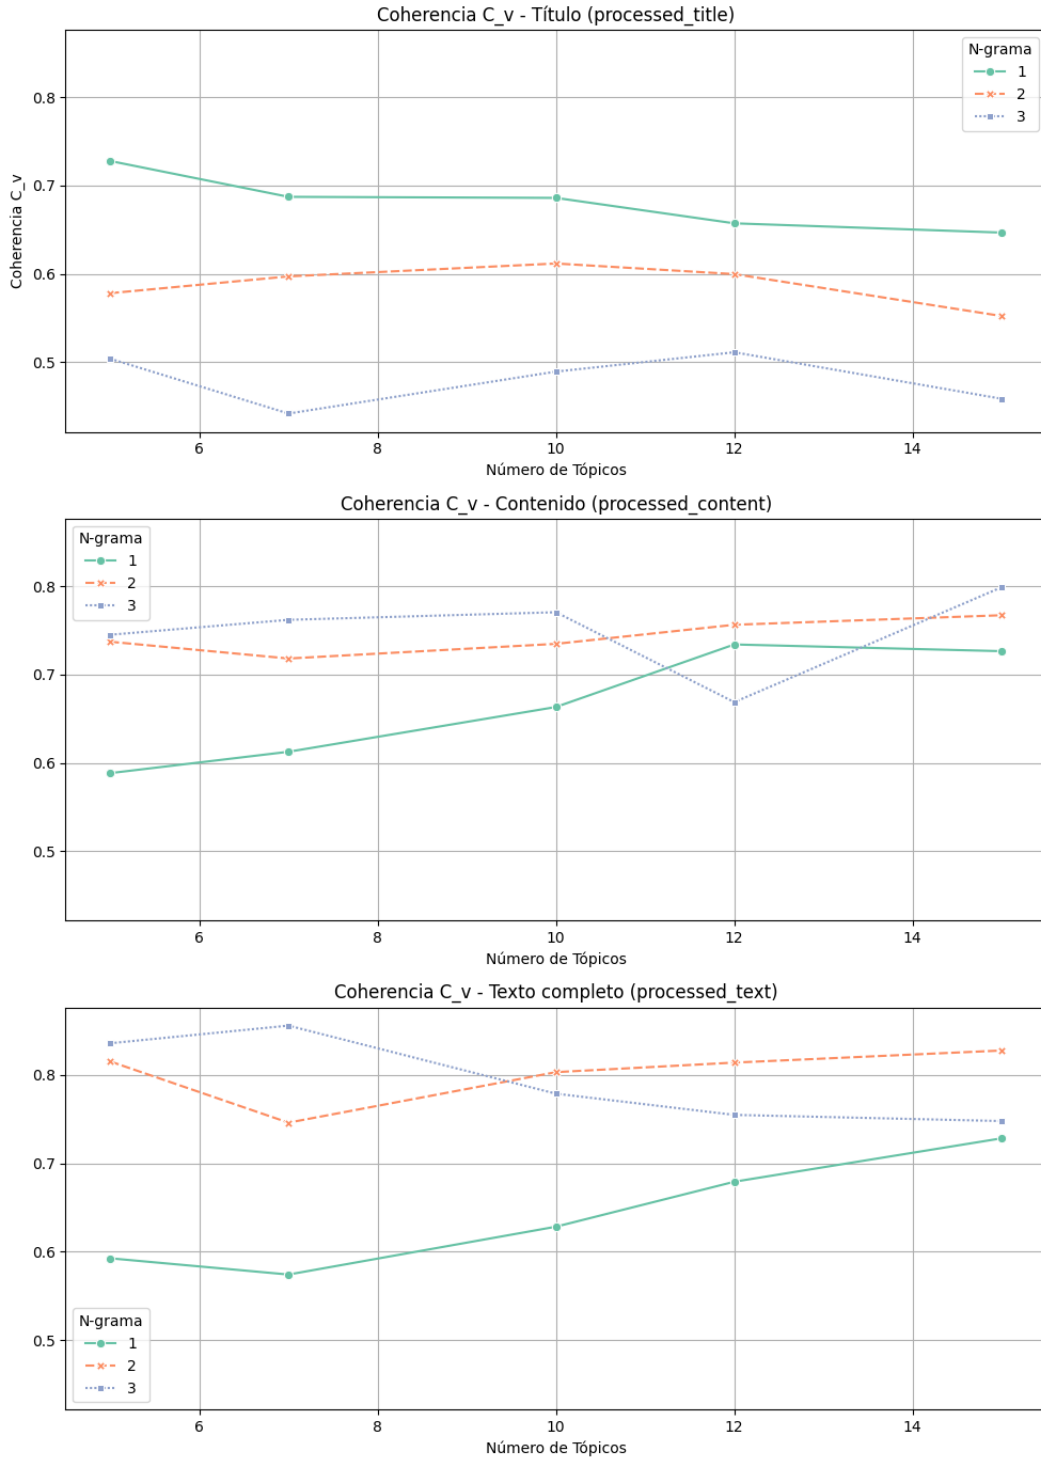 Coherencia C_v - Título (processed_title)
N-grama
1
2
3
0.8
0.7
0.6
0.5
Coherencia C_v
6 8 10 12 14
Número de Tópicos
Coherencia C_v - Contenido (processed_content)
N-grama
1
2
3
0.8
0.7
0.6
0.5
6 8 10 12 14
Número de Tópicos
Coherencia C_v - Texto completo (processed_text)
0.8
0.7
0.6
0.5
N-grama
1
2
3
6 8 10 12 14
Número de Tópicos